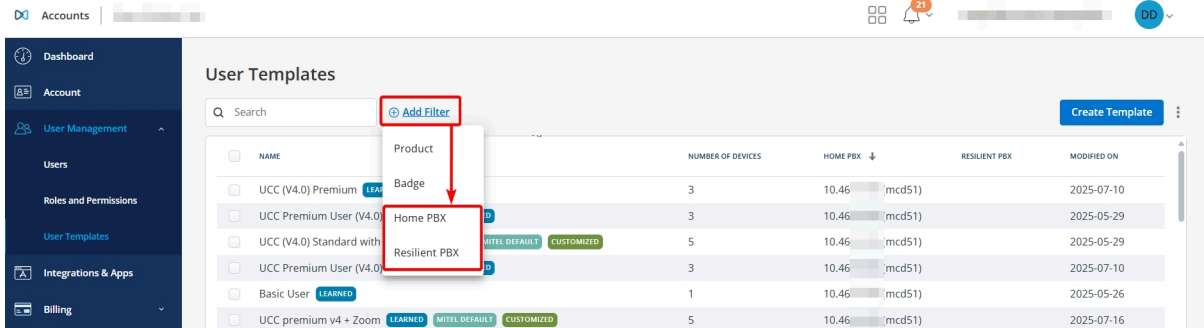 Accounts
21
DD
Dashboard
Account
User Management
Users
Roles and Permissions
User Templates
Integrations & Apps
Billing
User Templates
Search
Add Filter
Create Template
Product
Badge
Home PBX
Resilient PBX
NAME NUMBER OF DEVICES HOME PBX RESILIENT PBX MODIFIED ON
UCC (V4.0) Premium 3 10.46 (mcd51) 2025-07-10
UCC Premium User (V4.0) 3 10.46 (mcd51) 2025-05-29
UCC (V4.0) Standard with MITEL DEFAULT CUSTOMIZED 5 10.46 (mcd51) 2025-05-29
UCC Premium User (V4.0) 3 10.46 (mcd51) 2025-07-10
Basic User LEARNED 1 10.46 (mcd51) 2025-05-26
UCC premium v4 + Zoom LEARNED MITEL DEFAULT CUSTOMIZED 5 10.46 (mcd51) 2025-07-16